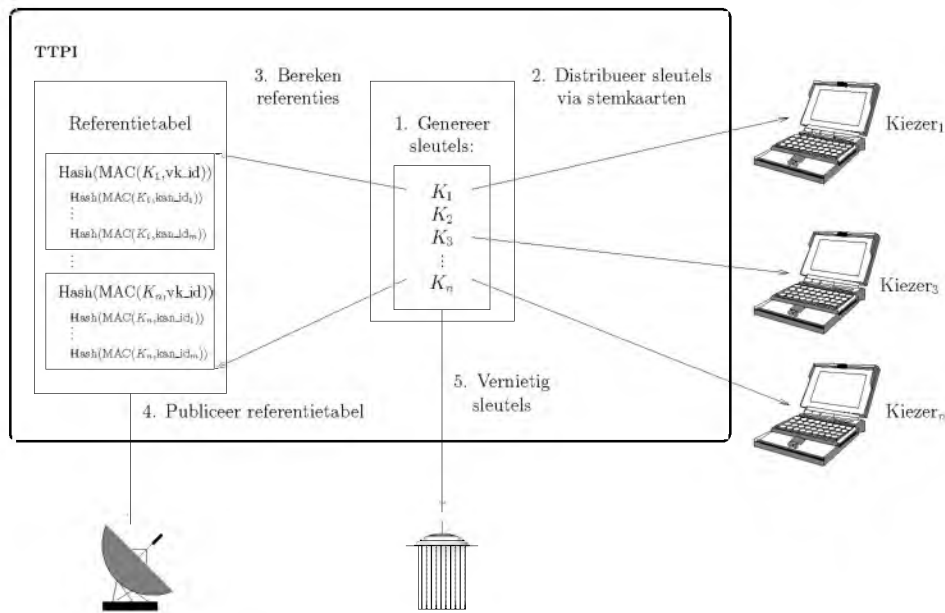 TTPI
3. Bereken
referenties
2. Distribueer sleutels
via stemkaarten
Referentietabel
Hash(MAC(K₁,vk_id))
Hash(MAC(K₁,kan_id₁))
⋮
Hash(MAC(K₁,kan_idₘ))
⋮
Hash(MAC(Kₙ,vk_id))
Hash(MAC(Kₙ,kan_id₁))
⋮
Hash(MAC(Kₙ,kan_idₘ))
1. Genereer
sleutels:
K₁
K₂
K₃
⋮
Kₙ
Kiezer₁
Kiezer₃
Kiezerₙ
4. Publiceer referentietabel
5. Vernietig
sleutels